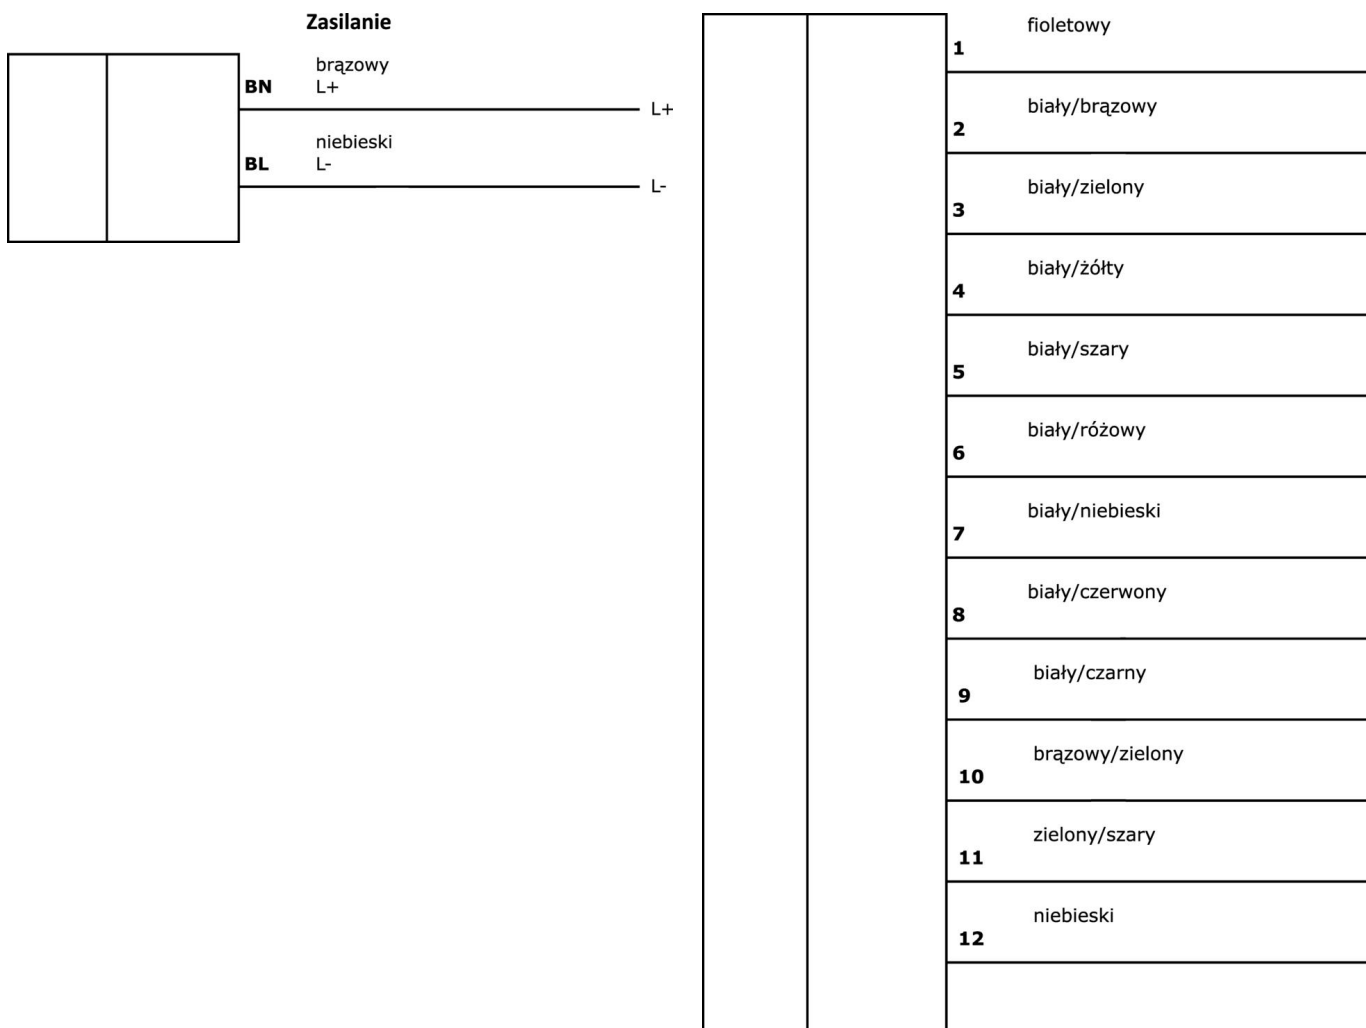 Zasilanie
brązowy
BN L+
L+
niebieski
BL L-
L-
fioletowy
1
biały/brązowy
2
biały/zielony
3
biały/żółty
4
biały/szary
5
biały/różowy
6
biały/niebieski
7
biały/czerwony
8
biały/czarny
9
brązowy/zielony
10
zielony/szary
11
niebieski
12